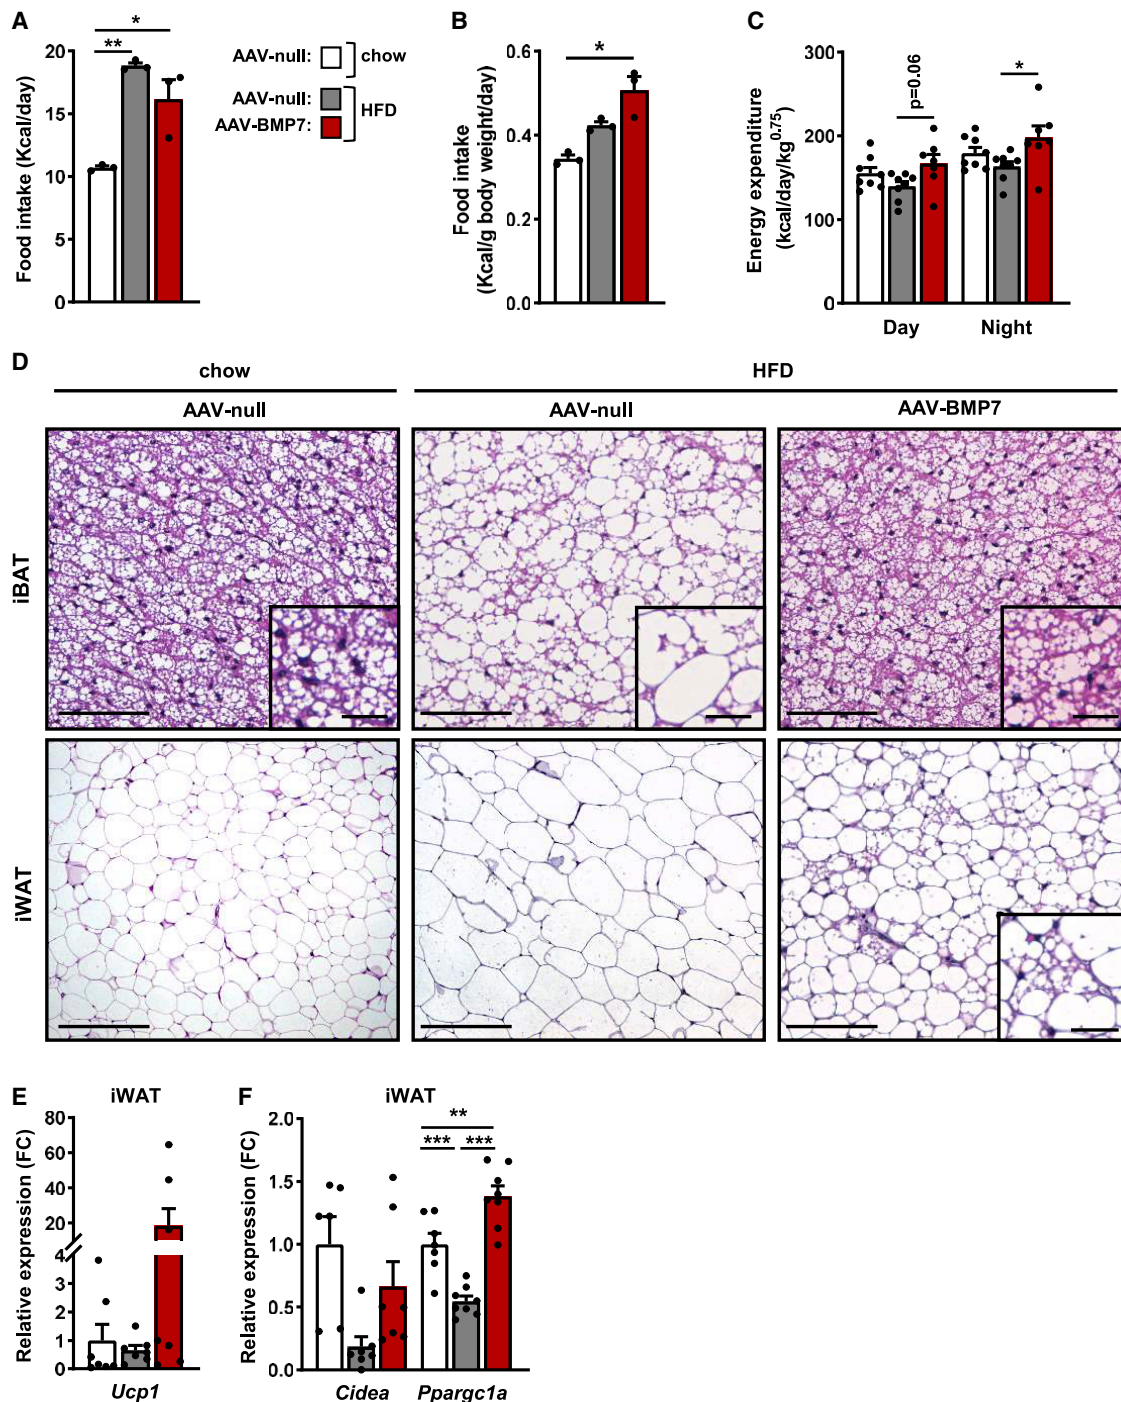 A
Food intake (Kcal/day)
20
15
10
5
0
*
**
AAV-null:
chow
AAV-null:
AAV-BMP7:
HFD
B
Food intake
(Kcal/g body weight/day)
0.6
0.4
0.2
0.0
*
C
Energy expenditure
(kcal/day/kg0.75)
300
200
100
0
p=0.06
*
Day
Night
D
chow
HFD
AAV-null
AAV-null
AAV-BMP7
iBAT
iWAT
E
iWAT
Relative expression (FC)
80
60
40
20
4
3
2
1
0
Ucp1
F
iWAT
Relative expression (FC)
2.0
1.5
1.0
0.5
0.0
**
***
***
Cidea
Ppargc1a